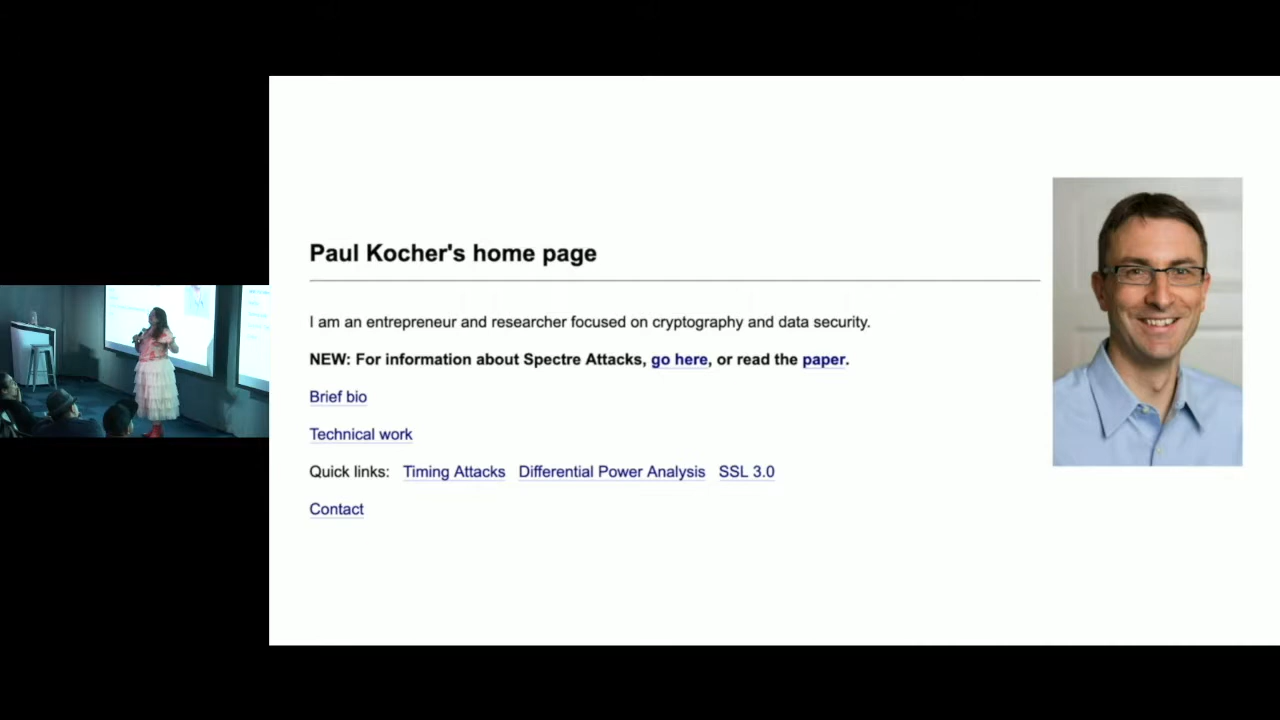 Paul Kocher's home page
I am an entrepreneur and researcher focused on cryptography and data security.
NEW: For information about Spectre Attacks, go here, or read the paper.
Brief bio
Technical work
Quick links: Timing Attacks Differential Power Analysis SSL 3.0
Contact